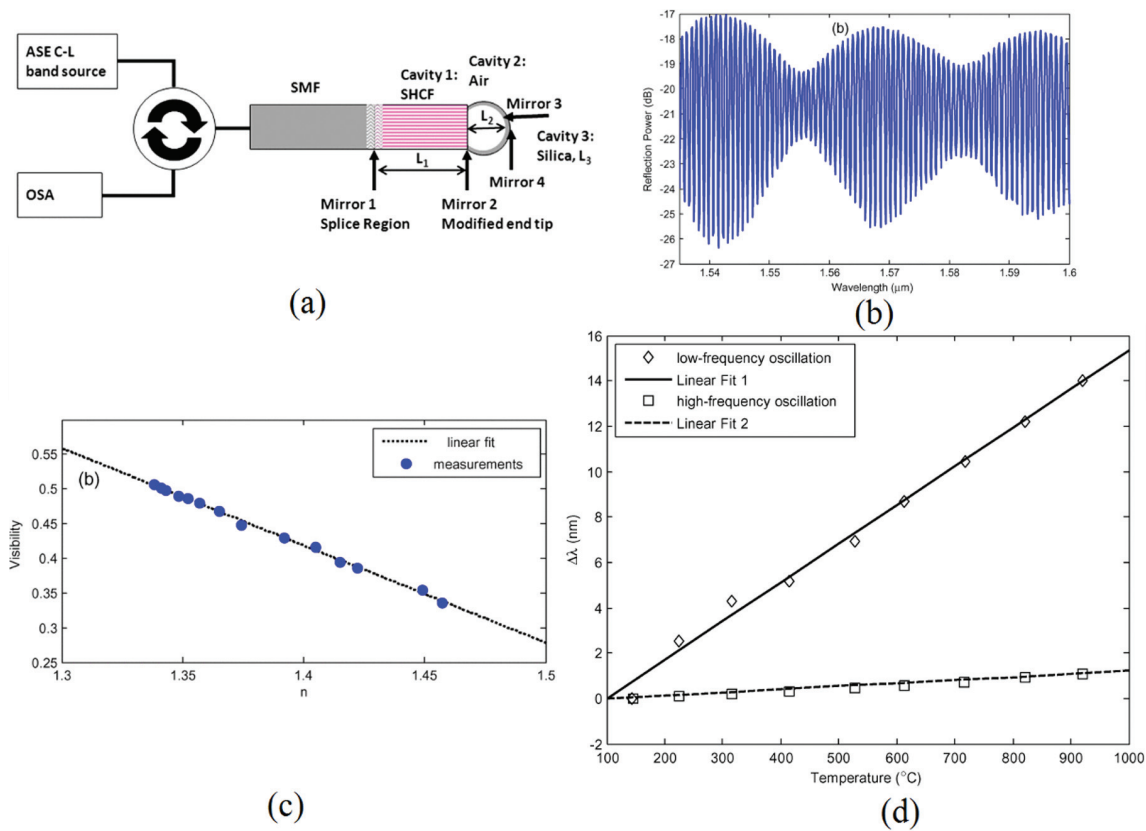 ASE C-L
band source
OSA
SMF
Cavity 1:
SHCF
Cavity 2:
Air
Mirror 3
L2
Cavity 3:
Silica, L3
L1
Mirror 4
Mirror 1
Splice Region
Mirror 2
Modified end tip
(a)
(b)
Reflection Power (dB)
-17
-18
-19
-20
-21
-22
-23
-24
-25
-26
-27
1.54
1.55
1.56
1.57
1.58
1.59
1.6
Wavelength (μm)
(b)
(b)
linear fit
measurements
Visibility
0.55
0.5
0.45
0.4
0.35
0.3
0.25
1.3
1.35
1.4
1.45
1.5
n
(c)
low-frequency oscillation
Linear Fit 1
high-frequency oscillation
Linear Fit 2
Δλ (nm)
16
14
12
10
8
6
4
2
0
-2
100
200
300
400
500
600
700
800
900
1000
Temperature (°C)
(d)